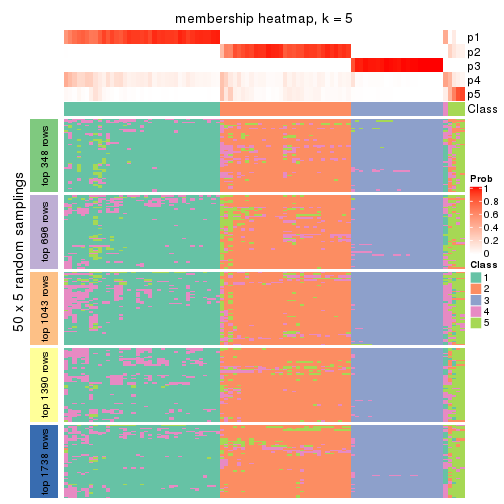 membership heatmap, k = 5
p1
p2
p3
p4
p5
Class
50 x 5 random samplings
top 348 rows
top 696 rows
top 1043 rows
top 1390 rows
top 1738 rows
Prob
1
0.8
0.6
0.4
0.2
0
Class
1
2
3
4
5